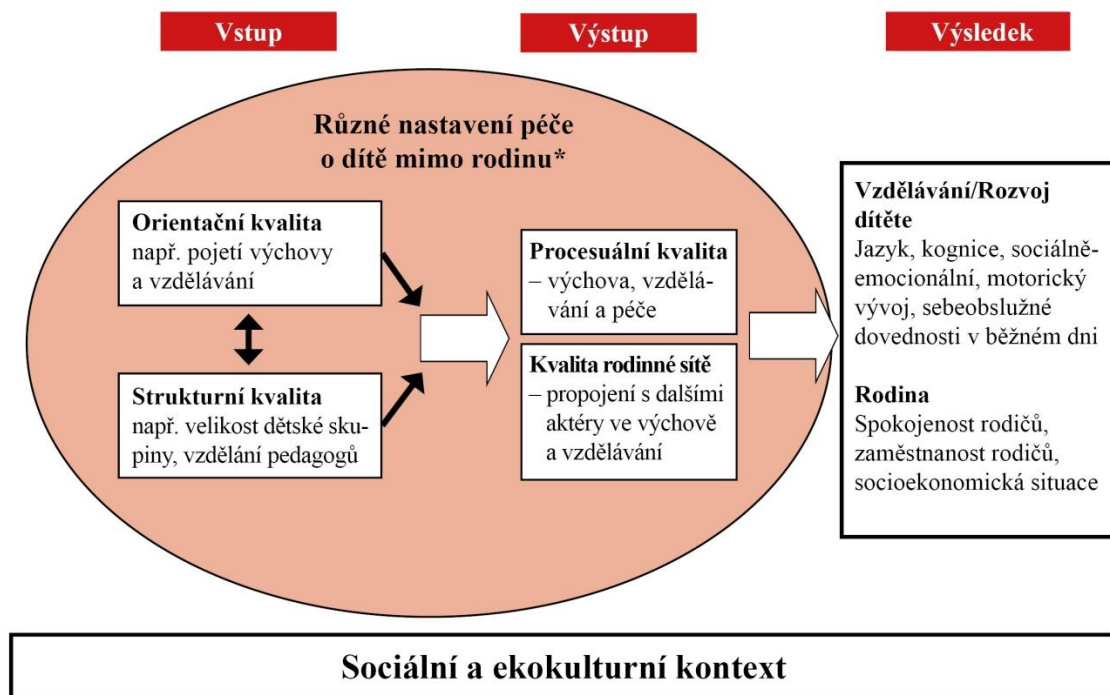 Vstup
Výstup
Výsledek
Různé nastavení péče
o dítě mimo rodinu*
Orientační kvalita
např. pojetí výchovy
a vzdělávání
Strukturní kvalita
např. velikost dětské sku-
piny, vzdělání pedagogů
Procesuální kvalita
– výchova, vzdělá-
vání a péče
Kvalita rodinné sítě
– propojení s dalšími
aktéry ve výchově
a vzdělávání
Vzdělávání/Rozvoj
dítěte
Jazyk, kognice, sociálně-
emocionální, motorický
vývoj, sebeobslužné
dovednosti v běžném dni
Rodina
Spokojenost rodičů,
zaměstnanost rodičů,
socioekonomická situace
Sociální a ekokulturní kontext